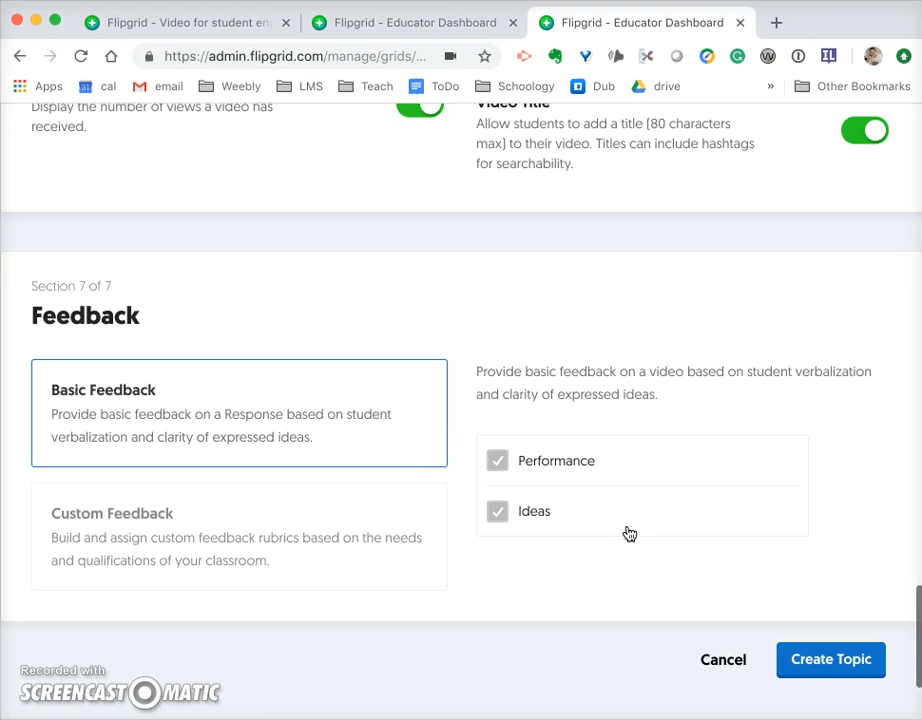 Flipgrid - Video for student en
Flipgrid - Educator Dashboard
Flipgrid - Educator Dashboard
https://admin.flipgrid.com/manage/grids/...
Apps cal email Weebly LMS Teach ToDo Schoology Dub drive » Other Bookmarks
Display the number of views a video has
received.
Video Title
Allow students to add a title (80 characters
max) to their video. Titles can include hashtags
for searchability.
Section 7 of 7
Feedback
Basic Feedback
Provide basic feedback on a Response based on student
verbalization and clarity of expressed ideas.
Custom Feedback
Build and assign custom feedback rubrics based on the needs
and qualifications of your classroom.
Provide basic feedback on a video based on student verbalization
and clarity of expressed ideas.
Performance
Ideas
Cancel
Create Topic
Recorded with
SCREENCAST-O-MATIC